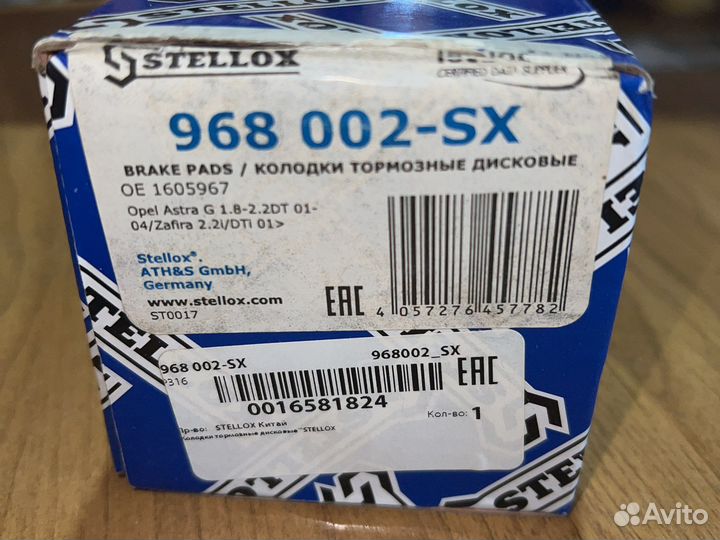 STELLOX
CERTIFIED DATA SUPPLIER
968 002-SX
BRAKE PADS / КОЛОДКИ ТОРМОЗНЫЕ ДИСКОВЫЕ
OE 1605967
Opel Astra G 1.8-2.2DT 01-
04/Zafira 2.2i/DTi 01>
Stellox®.
ATH&S GmbH,
Germany
www.stellox.com
ST0017
EAC
4 057276 457782
968 002-SX
968002_SX
P316
EAC
0016581824
Кол-во: 1
Пр-во: STELLOX Китай
Колодки тормозные дисковые "STELLOX
STELLOX
STE
Avito